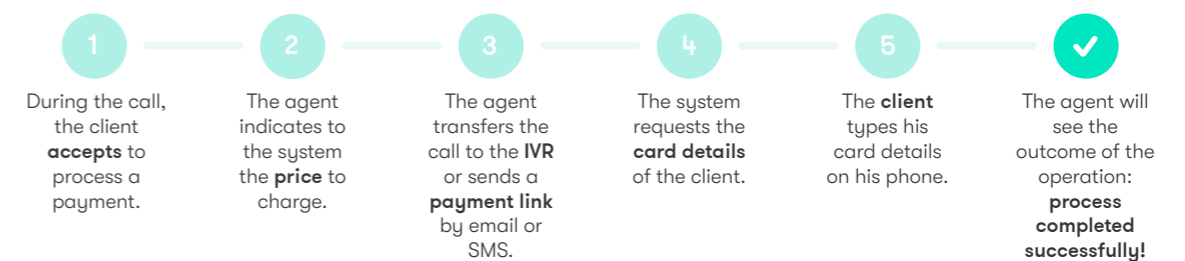 1
During the call,
the client
accepts to
process a
payment.
2
The agent
indicates to
the system
the price to
charge.
3
The agent
transfers the
call to the IVR
or sends a
payment link
by email or
SMS.
4
The system
requests the
card details
of the client.
5
The client
types his
card details
on his phone.
The agent will
see the
outcome of the
operation:
process
completed
successfully!